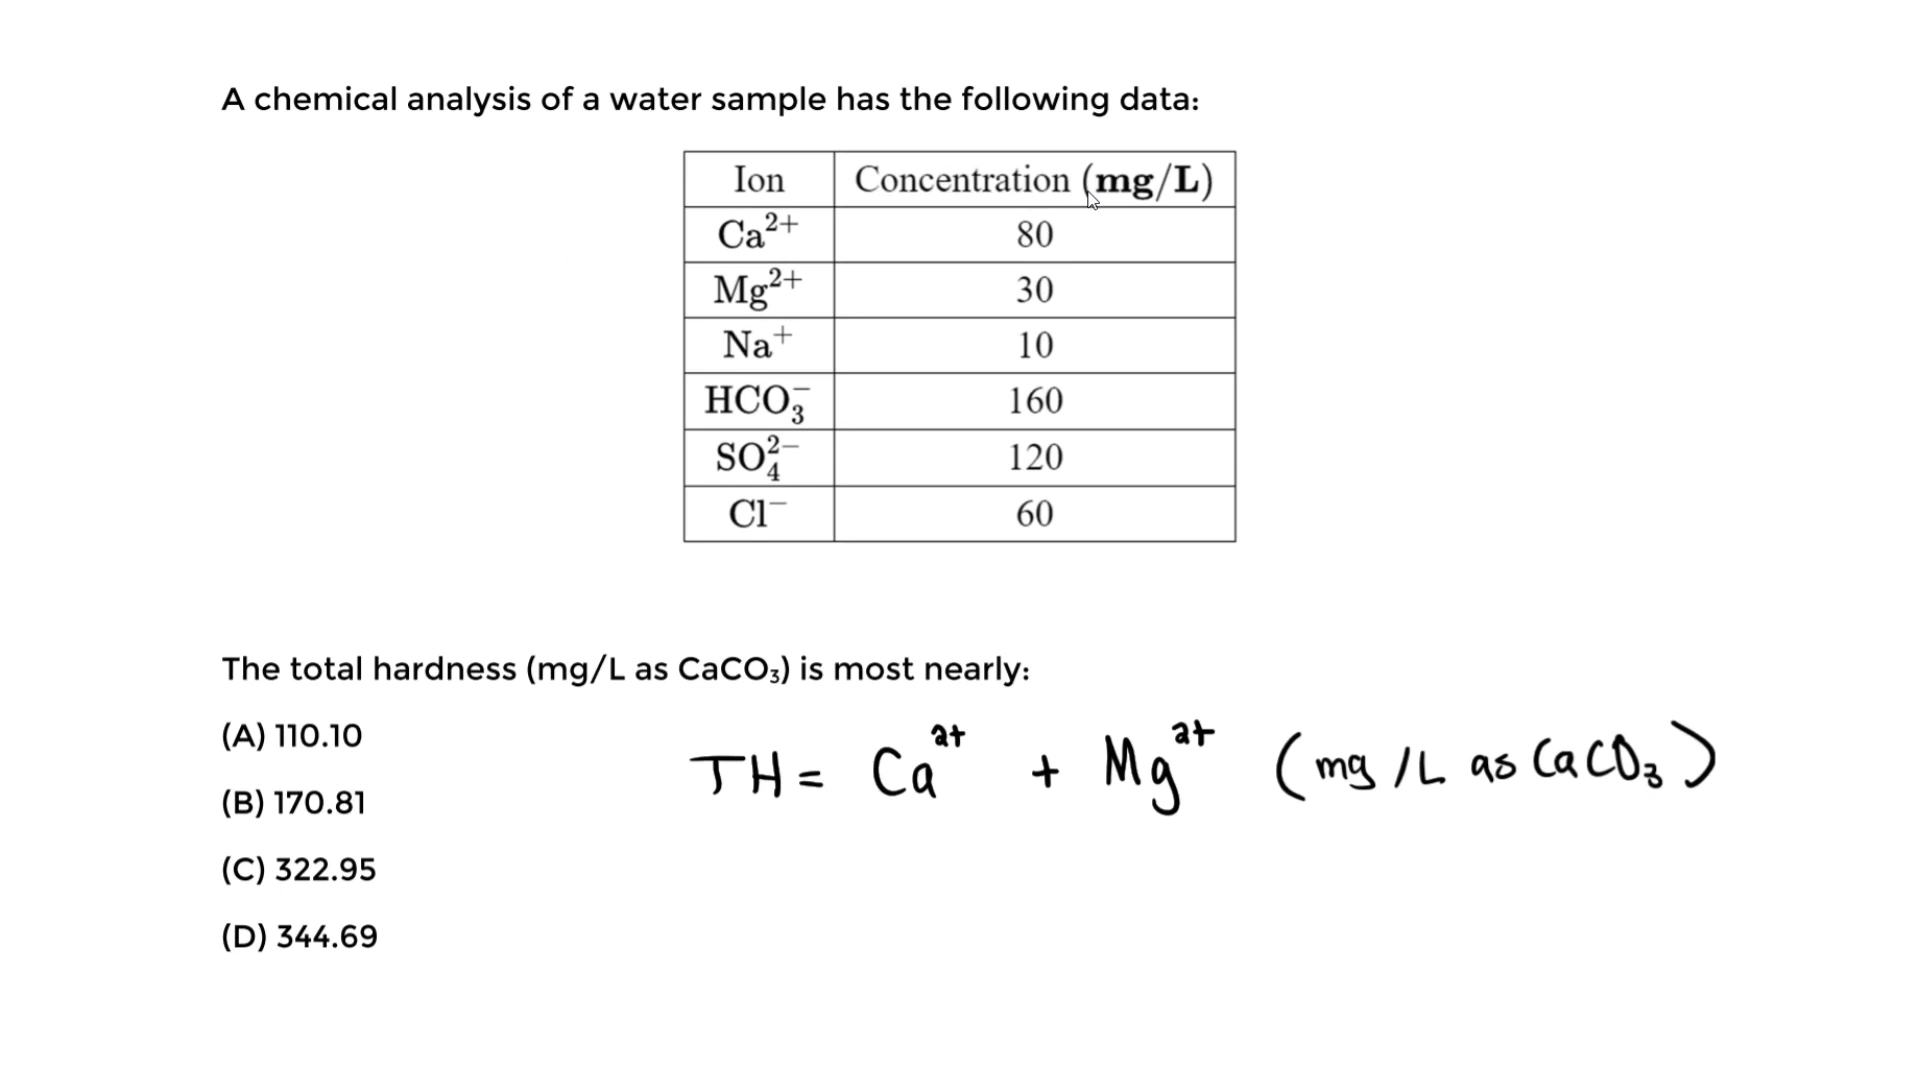 A chemical analysis of a water sample has the following data:
Ion Concentration (mg/L)
Ca²⁺ 80
Mg²⁺ 30
Na⁺ 10
HCO₃⁻ 160
SO₄²⁻ 120
Cl⁻ 60
The total hardness (mg/L as CaCO₃) is most nearly:
(A) 110.10
(B) 170.81
(C) 322.95
(D) 344.69
TH = Ca²⁺ + Mg²⁺ (mg/L as CaCO₃)